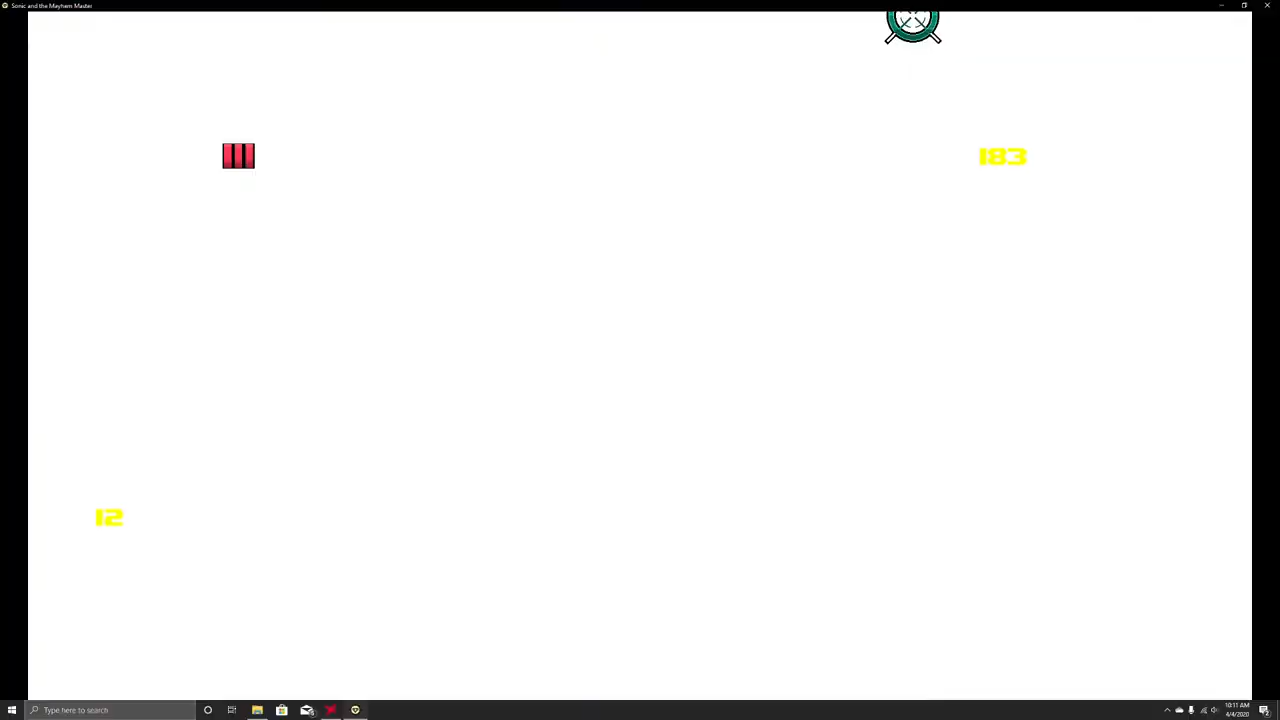 Sonic and the Mayhem Master
183
12
Type here to search
10:11 AM
4/4/2020